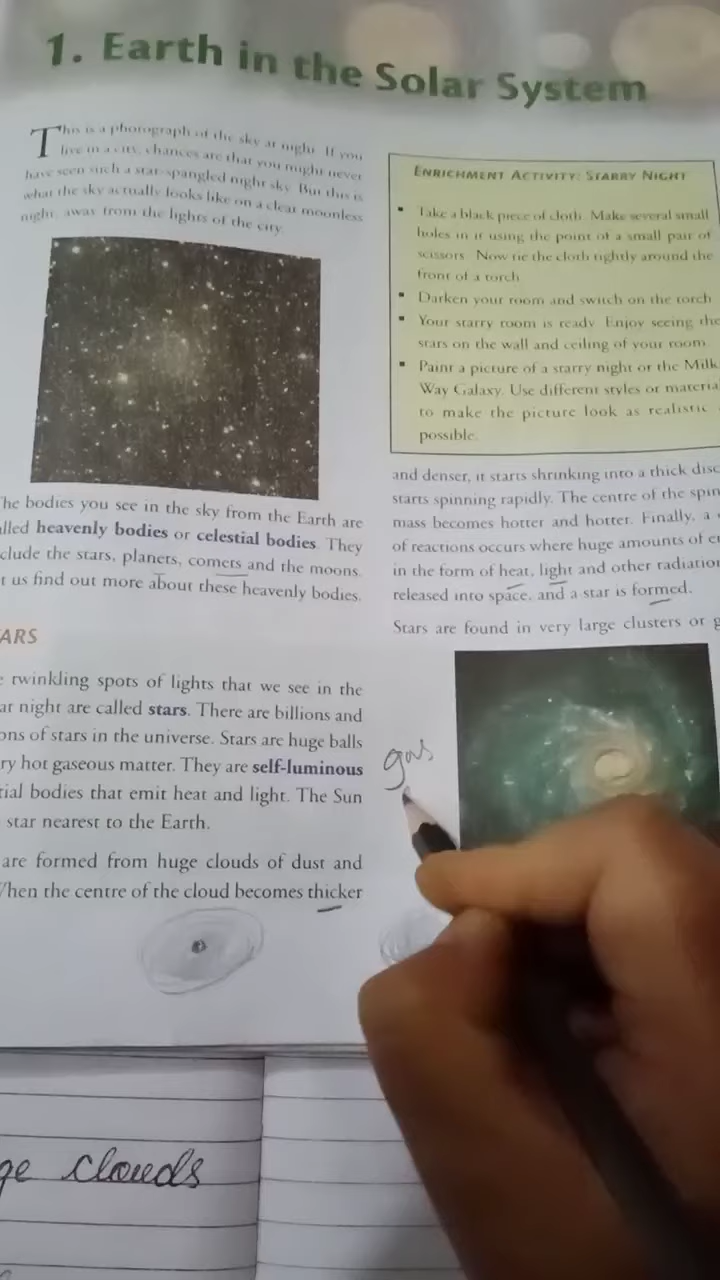 1. Earth in the Solar System
This is a photograph of the sky at night. If you
live in a city, chances are that you might never
have seen such a star-spangled night sky. But this is
what the sky actually looks like on a clear moonless
night, away from the lights of the city.
The bodies you see in the sky from the Earth are
lled heavenly bodies or celestial bodies. They
clude the stars, planets, comets and the moons.
t us find out more about these heavenly bodies.
ARS
e twinkling spots of lights that we see in the
at night are called stars. There are billions and
ons of stars in the universe. Stars are huge balls
ry hot gaseous matter. They are self-luminous
tial bodies that emit heat and light. The Sun
star nearest to the Earth.
are formed from huge clouds of dust and
When the centre of the cloud becomes thicker
ENRICHMENT ACTIVITY: STARRY NIGHT
▪ Take a black piece of cloth. Make several small
holes in it using the point of a small pair of
scissors. Now tie the cloth tightly around the
front of a torch.
▪ Darken your room and switch on the torch.
▪ Your starry room is ready. Enjoy seeing the
stars on the wall and ceiling of your room.
▪ Paint a picture of a starry night or the Milk
Way Galaxy. Use different styles or materia
to make the picture look as realistic
possible.
and denser, it starts shrinking into a thick disc
starts spinning rapidly. The centre of the spin
mass becomes hotter and hotter. Finally, a
of reactions occurs where huge amounts of e
in the form of heat, light and other radiation
released into space, and a star is formed.
Stars are found in very large clusters or g
gas
ge clouds